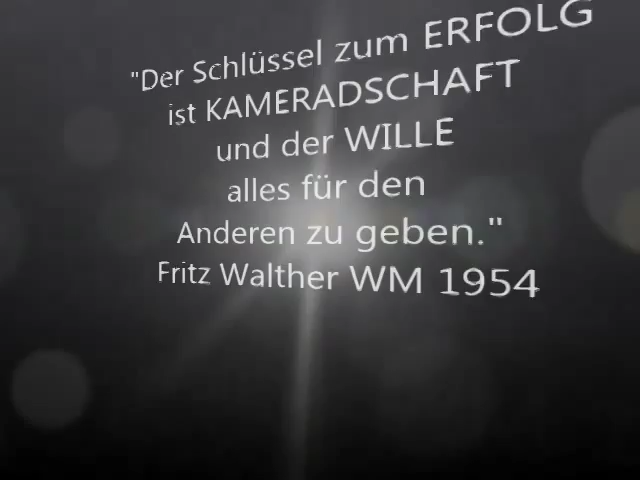 "Der Schlüssel zum ERFOLG
ist KAMERADSCHAFT
und der WILLE
alles für den
Anderen zu geben."
Fritz Walther WM 1954